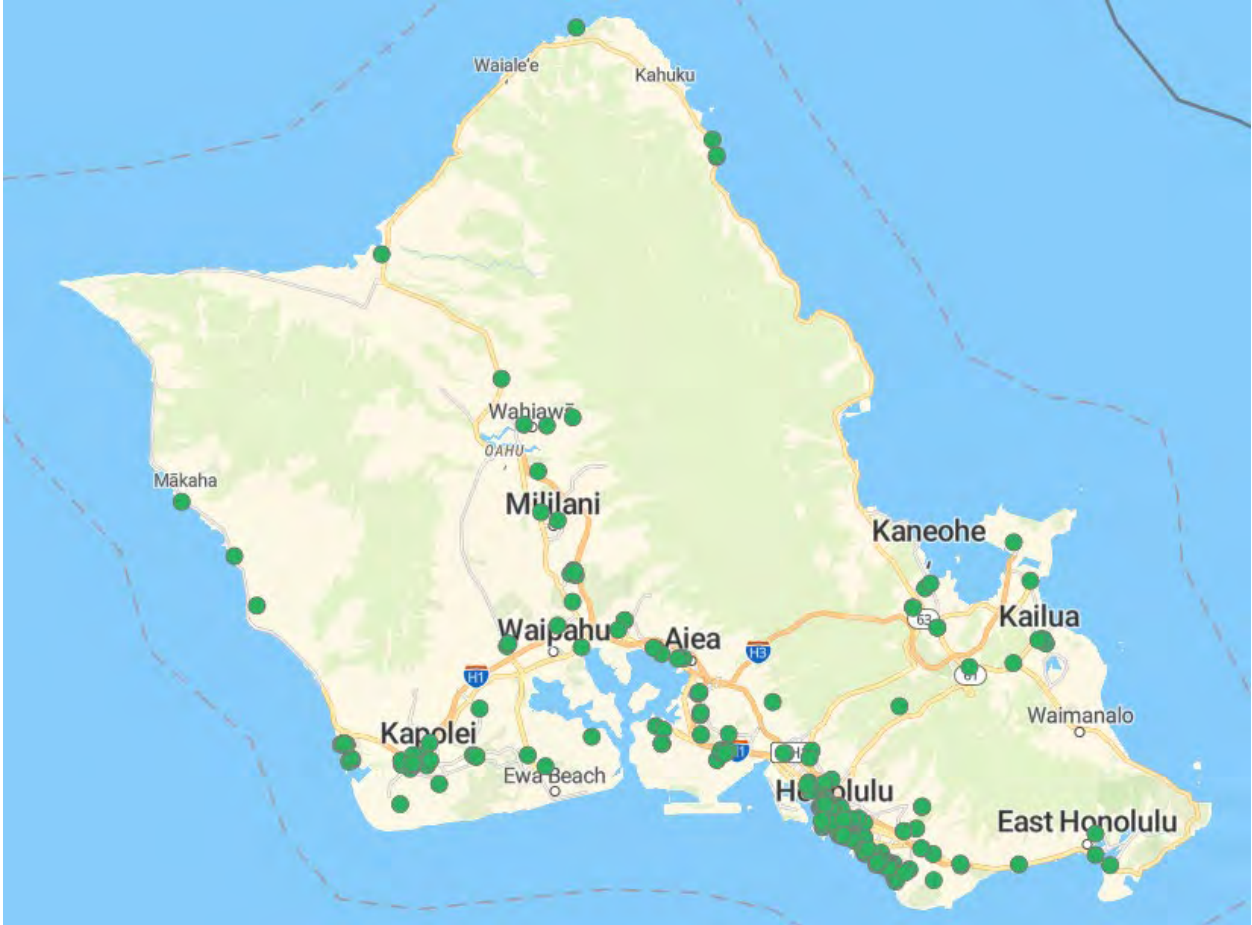 Waiale'e
Kahuku
Wahiawā
OAHU
Mākaha
Mililani
Kaneohe
63
Kailua
Waipahu
Aiea
H3
H1
61
Kapolei
Waimanalo
H1
Ewa Beach
Honolulu
East Honolulu